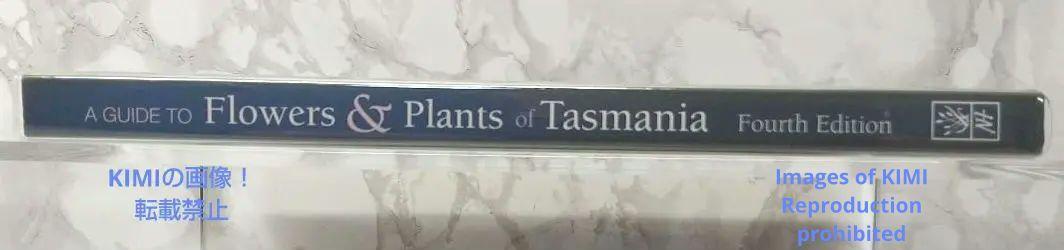 A GUIDE TO Flowers & Plants of Tasmania Fourth Edition
KIMIの画像！
転載禁止
Images of KIMI
Reproduction
prohibited